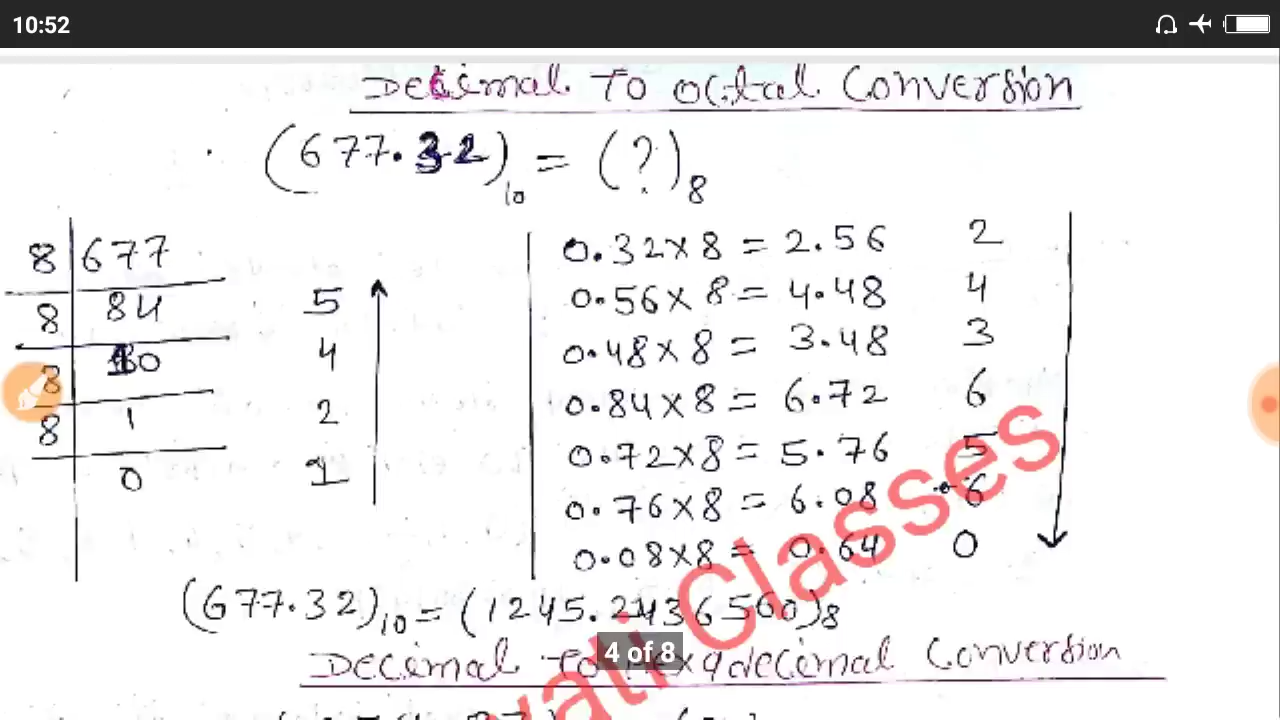 10:52
Decimal To Octal Conversion
(677.32)10 = (?)8
8 677
8 84 5
8 10 4
8 1 2
0 1
0.32×8 = 2.56 2
0.56×8 = 4.48 4
0.48×8 = 3.48 3
0.84×8 = 6.72 6
0.72×8 = 5.76 5
0.76×8 = 6.08 6
0.08×8 = 0.64 0
(677.32)10 = (1245.2436560)8
4 of 8
Decimal To Hexadecimal Conversion
Classes